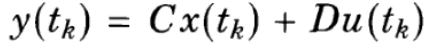 y(t_k) = Cx(t_k) + Du(t_k)